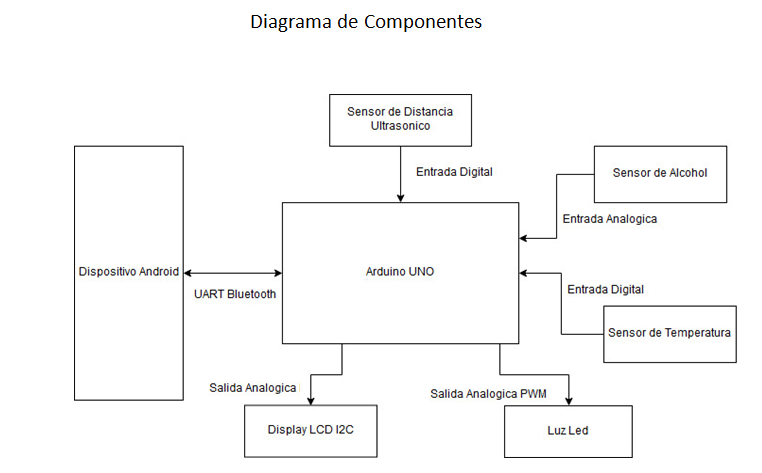 Diagrama de Componentes
Sensor de Distancia
Ultrasonico
Entrada Digital
Sensor de Alcohol
Entrada Analogica
Dispositivo Android
UART Bluetooth
Arduino UNO
Entrada Digital
Sensor de Temperatura
Salida Analogica
Salida Analogica PWM
Display LCD I2C
Luz Led